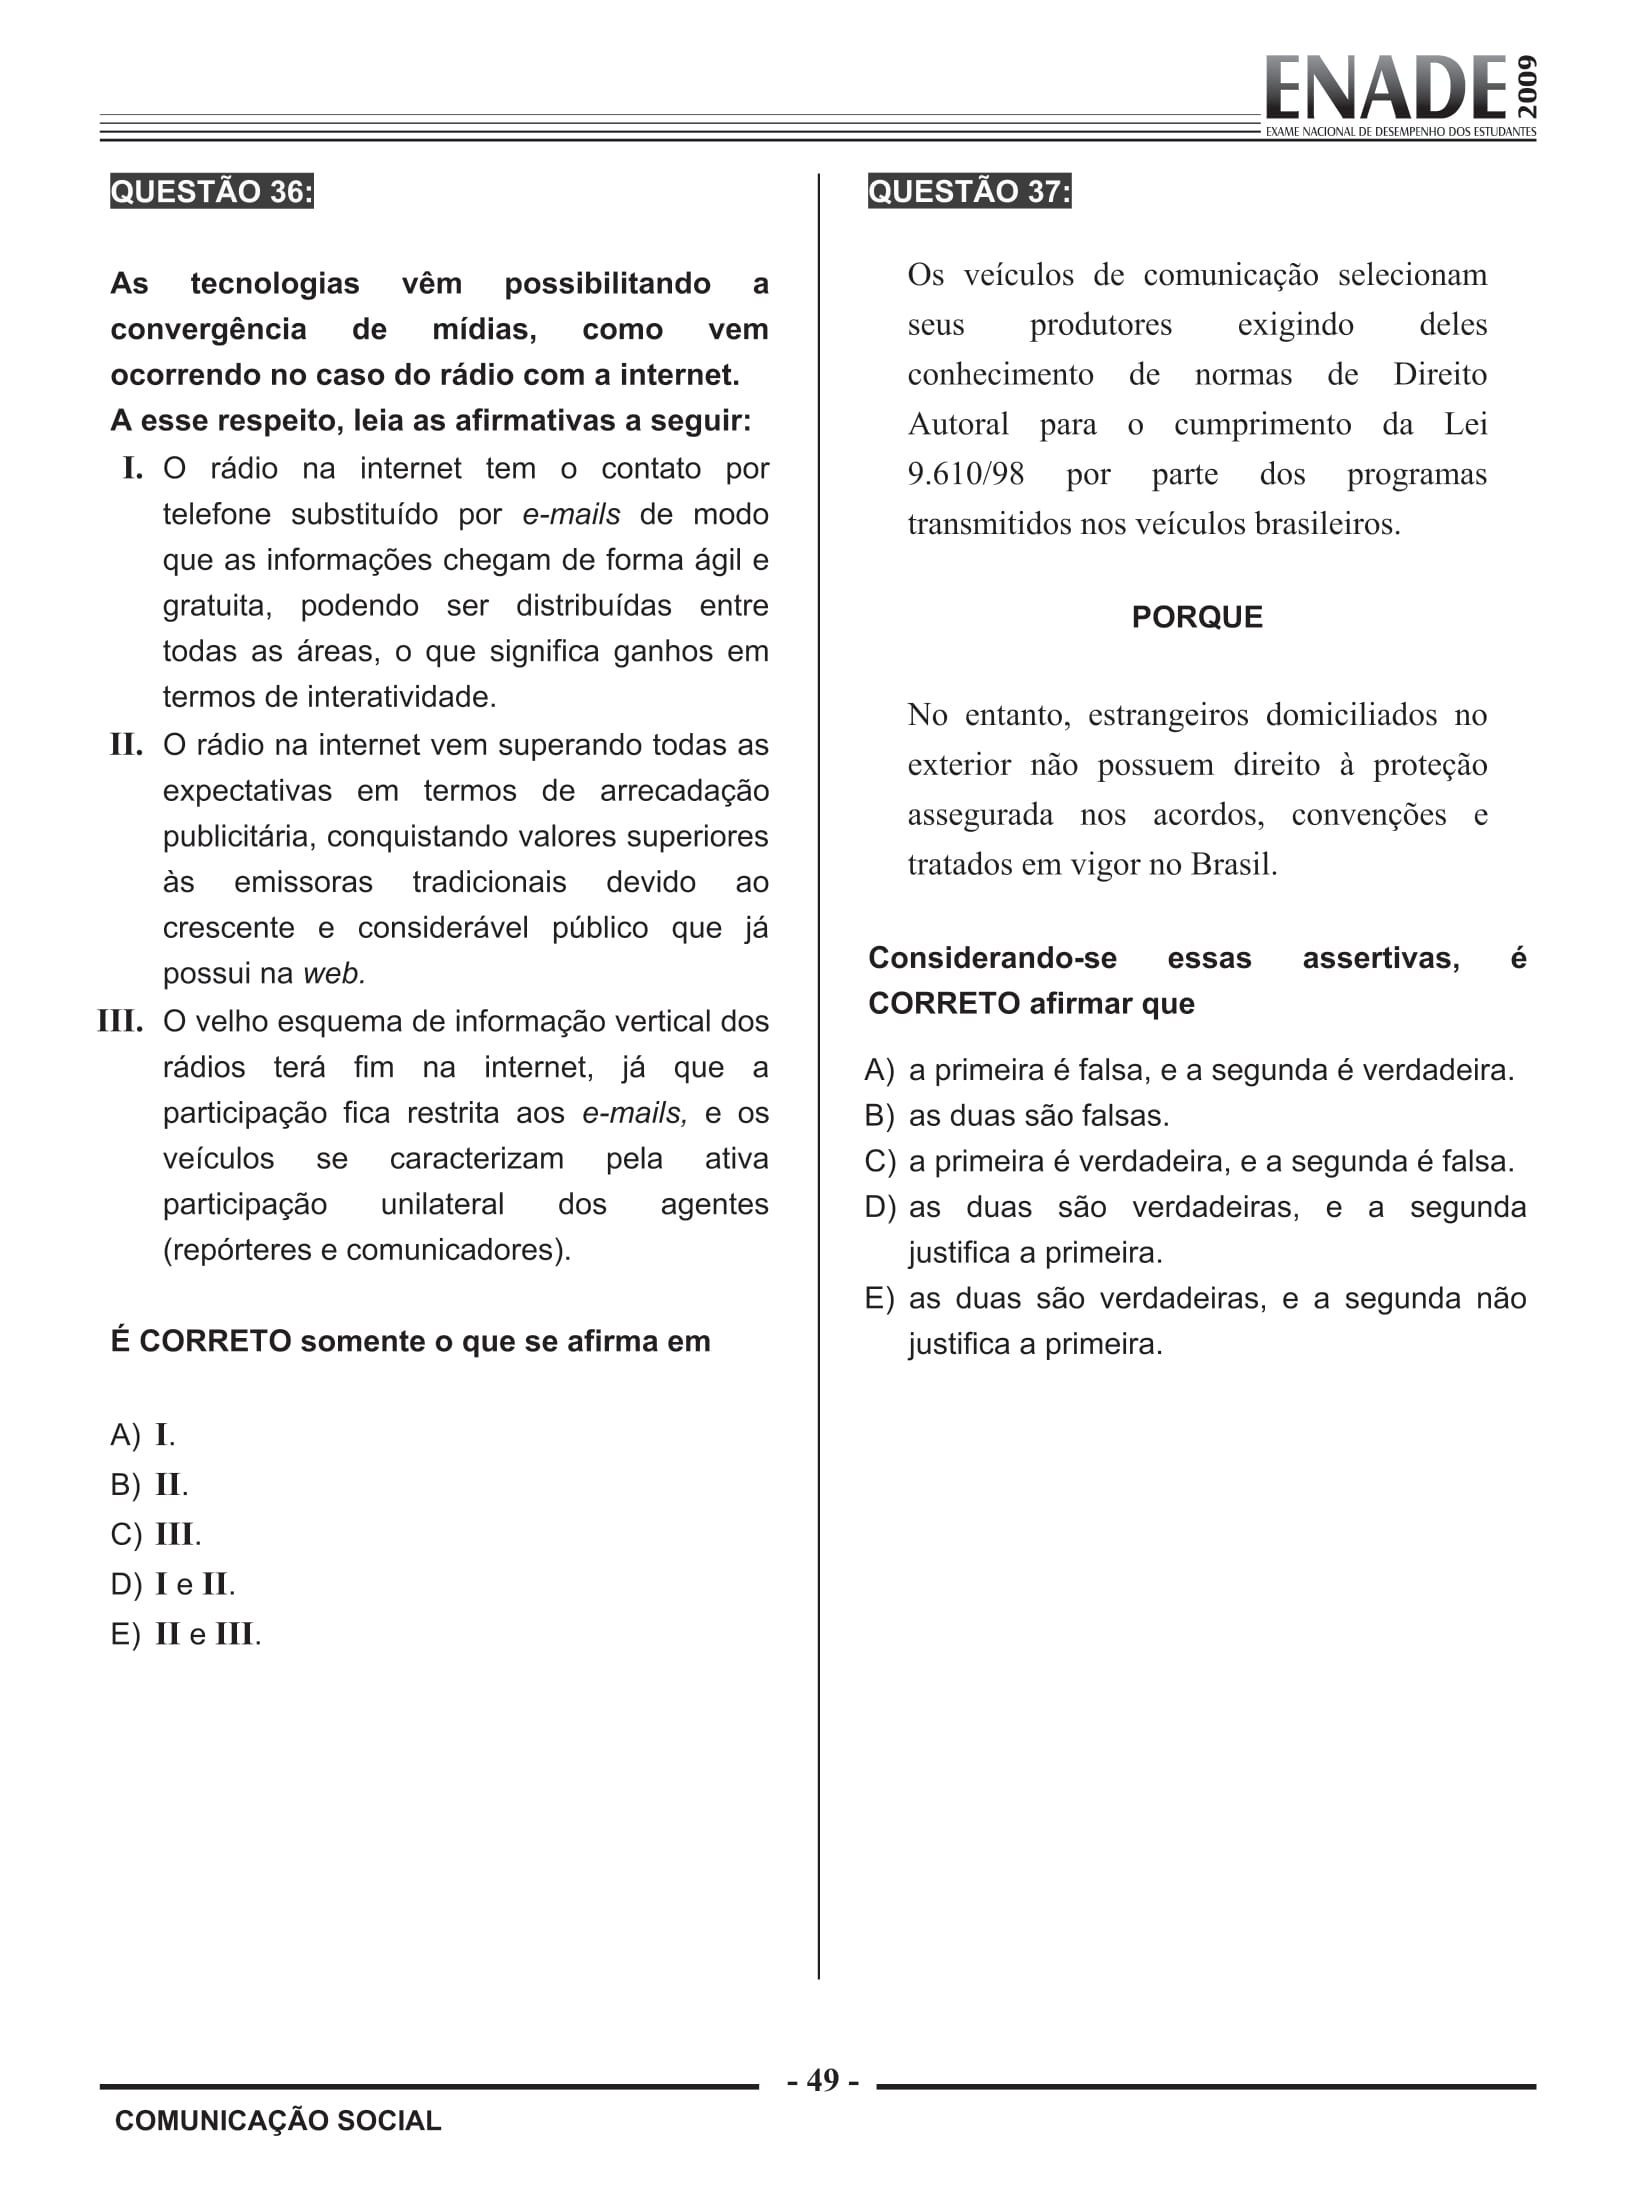 ENADE 2009
EXAME NACIONAL DE DESEMPENHO DOS ESTUDANTES
QUESTÃO 36:
As tecnologias vêm possibilitando a
convergência de mídias, como vem
ocorrendo no caso do rádio com a internet.
A esse respeito, leia as afirmativas a seguir:
I. O rádio na internet tem o contato por
telefone substituído por e-mails de modo
que as informações chegam de forma ágil e
gratuita, podendo ser distribuídas entre
todas as áreas, o que significa ganhos em
termos de interatividade.
II. O rádio na internet vem superando todas as
expectativas em termos de arrecadação
publicitária, conquistando valores superiores
às emissoras tradicionais devido ao
crescente e considerável público que já
possui na web.
III. O velho esquema de informação vertical dos
rádios terá fim na internet, já que a
participação fica restrita aos e-mails, e os
veículos se caracterizam pela ativa
participação unilateral dos agentes
(repórteres e comunicadores).
É CORRETO somente o que se afirma em
A) I.
B) II.
C) III.
D) I e II.
E) II e III.
QUESTÃO 37:
Os veículos de comunicação selecionam
seus produtores exigindo deles
conhecimento de normas de Direito
Autoral para o cumprimento da Lei
9.610/98 por parte dos programas
transmitidos nos veículos brasileiros.
PORQUE
No entanto, estrangeiros domiciliados no
exterior não possuem direito à proteção
assegurada nos acordos, convenções e
tratados em vigor no Brasil.
Considerando-se essas assertivas, é
CORRETO afirmar que
A) a primeira é falsa, e a segunda é verdadeira.
B) as duas são falsas.
C) a primeira é verdadeira, e a segunda é falsa.
D) as duas são verdadeiras, e a segunda
justifica a primeira.
E) as duas são verdadeiras, e a segunda não
justifica a primeira.
- 49 -
COMUNICAÇÃO SOCIAL